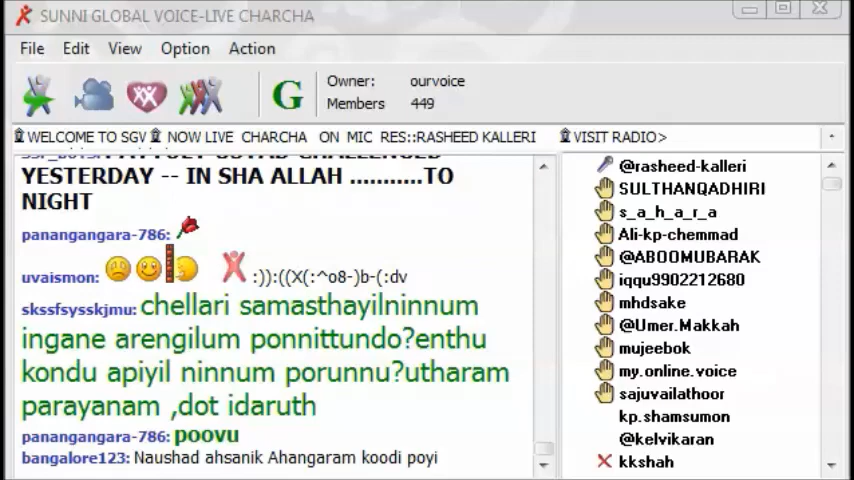 SUNNI GLOBAL VOICE-LIVE CHARCHA
File Edit View Option Action
G Owner: ourvoice
Members 449
WELCOME TO SGV NOW LIVE CHARCHA ON MIC RES::RASHEED KALLERI VISIT RADIO>
YESTERDAY -- IN SHA ALLAH ...........TO
NIGHT
panangangara-786:
uvaismon: :)):((X(:^o8-)b-(:dv
skssfsysskjmu: chellari samasthayilninnum
ingane arengilum ponnittundo?enthu
kondu apiyil ninnum porunnu?utharam
parayanam ,dot idaruth
panangangara-786: poovu
bangalore123: Naushad ahsanik Ahangaram koodi poyi
@rasheed-kalleri
SULTHANQADHIRI
s_a_h_a_r_a
Ali-kp-chemmad
@ABOOMUBARAK
iqqu9902212680
mhdsake
@Umer.Makkah
mujeebok
my.online.voice
sajuvailathoor
kp.shamsumon
@kelvikaran
kkshah